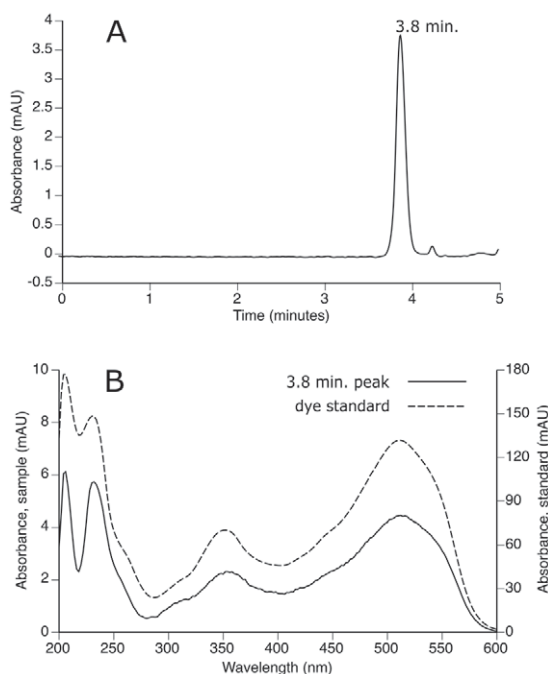 A
3.8 min.
4
3.5
3
2.5
2
1.5
1
0.5
0
-0.5
Absorbance (mAU)
0 1 2 3 4 5
Time (minutes)
B
3.8 min. peak
dye standard
10
8
6
4
2
0
Absorbance, sample (mAU)
180
150
120
90
60
30
0
Absorbance, standard (mAU)
200 250 300 350 400 450 500 550 600
Wavelength (nm)